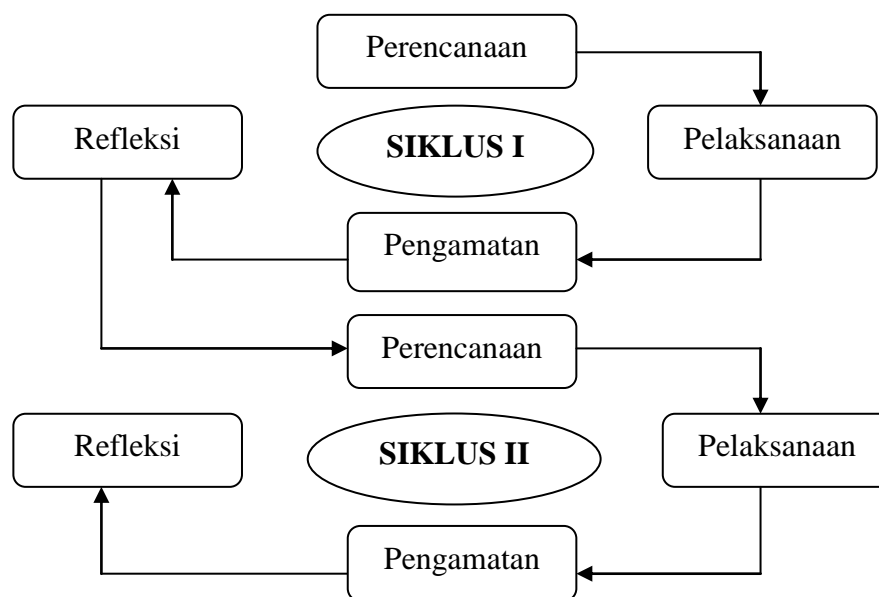 Perencanaan
Refleksi
SIKLUS I
Pelaksanaan
Pengamatan
Perencanaan
Refleksi
SIKLUS II
Pelaksanaan
Pengamatan